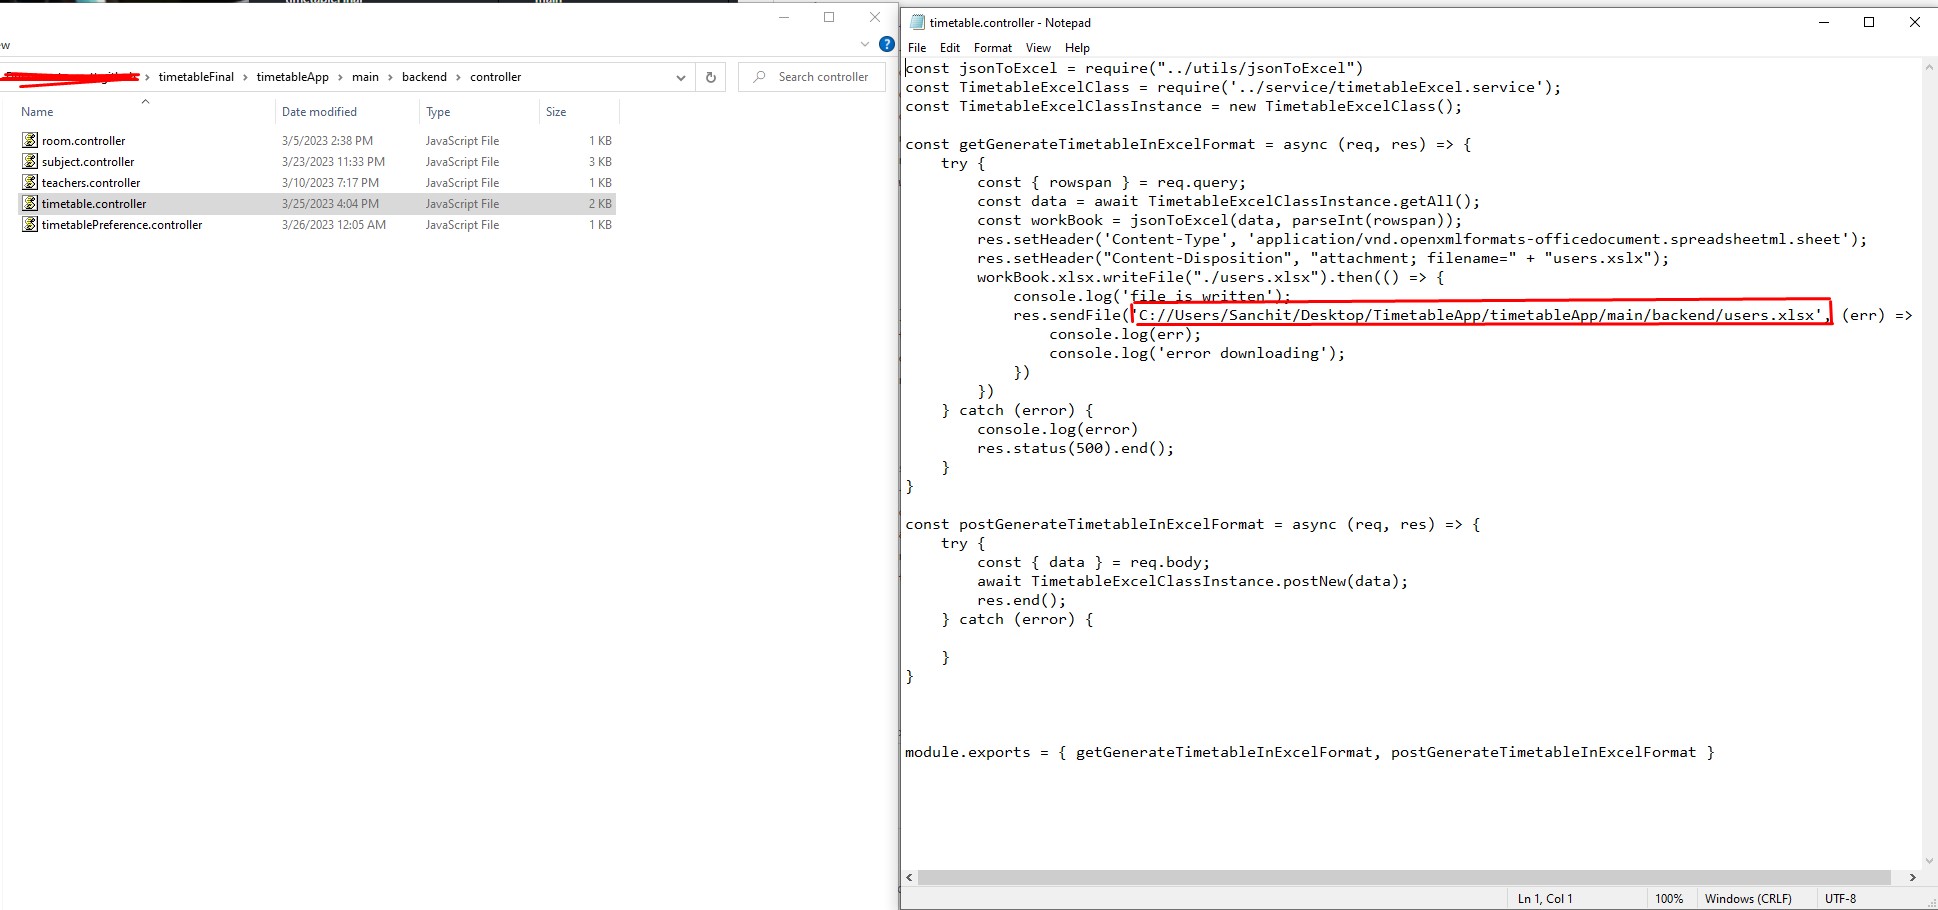 ew
timetableFinal > timetableApp > main > backend > controller
Search controller
Name Date modified Type Size
room.controller 3/5/2023 2:38 PM JavaScript File 1 KB
subject.controller 3/23/2023 11:33 PM JavaScript File 3 KB
teachers.controller 3/10/2023 7:17 PM JavaScript File 1 KB
timetable.controller 3/25/2023 4:04 PM JavaScript File 2 KB
timetablePreference.controller 3/26/2023 12:05 AM JavaScript File 1 KB
timetable.controller - Notepad
File Edit Format View Help
const jsonToExcel = require("../utils/jsonToExcel")
const TimetableExcelClass = require('../service/timetableExcel.service');
const TimetableExcelClassInstance = new TimetableExcelClass();
const getGenerateTimetableInExcelFormat = async (req, res) => {
try {
const { rowspan } = req.query;
const data = await TimetableExcelClassInstance.getAll();
const workBook = jsonToExcel(data, parseInt(rowspan));
res.setHeader('Content-Type', 'application/vnd.openxmlformats-officedocument.spreadsheetml.sheet');
res.setHeader("Content-Disposition", "attachment; filename=" + "users.xslx");
workBook.xlsx.writeFile("./users.xlsx").then(() => {
console.log('file is written');
res.sendFile('C://Users/Sanchit/Desktop/TimetableApp/timetableApp/main/backend/users.xlsx', (err) =>
console.log(err);
console.log('error downloading');
})
})
} catch (error) {
console.log(error)
res.status(500).end();
}
}
const postGenerateTimetableInExcelFormat = async (req, res) => {
try {
const { data } = req.body;
await TimetableExcelClassInstance.postNew(data);
res.end();
} catch (error) {
}
}
module.exports = { getGenerateTimetableInExcelFormat, postGenerateTimetableInExcelFormat }
Ln 1, Col 1 100% Windows (CRLF) UTF-8